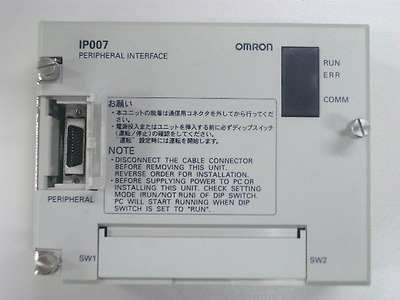 IP007
PERIPHERAL INTERFACE
OMRON
RUN
ERR
COMM
お願い
・本ユニットの脱着は通信用コネクタを外してから行ってく
ださい。
・電源投入またはユニットを挿入する前に必ずディップスイッチ
(運転/停止)の確認をしてください。
"運転"設定時には運転を開始します。
NOTE
・DISCONNECT THE CABLE CONNECTOR
BEFORE REMOVING THIS UNIT.
REVERSE ORDER FOR INSTALLATION.
・BEFORE SUPPLYING POWER TO PC OR
INSTALLING THIS UNIT. CHECK SETTING
MODE (RUN/NOT RUN) OF DIP SWITCH.
PC WILL START RUNNING WHEN DIP
SWITCH IS SET TO "RUN".
PERIPHERAL
SW1
SW2